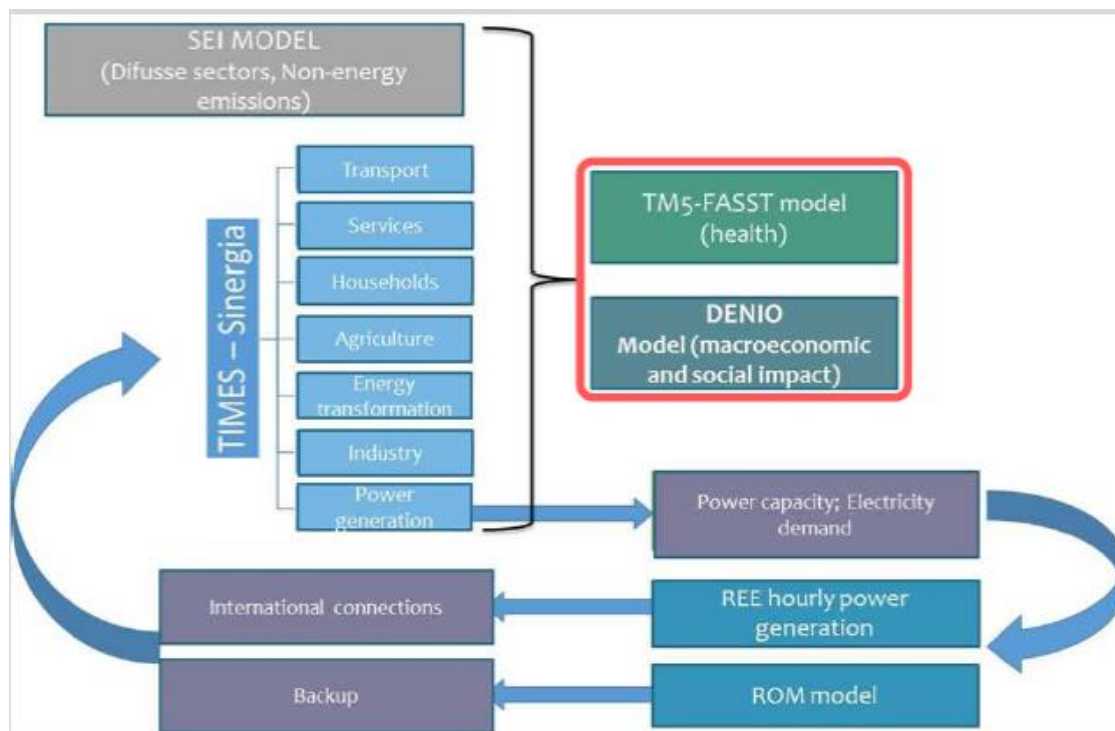 SEI MODEL
(Difusse sectors, Non-energy
emissions)
TIMES – Sinergia
Transport
Services
Households
Agriculture
Energy
transformation
Industry
Power
generation
TM5-FASST model
(health)
DENIO
Model (macroeconomic
and social impact)
Power capacity; Electricity
demand
International connections
REE hourly power
generation
Backup
ROM model